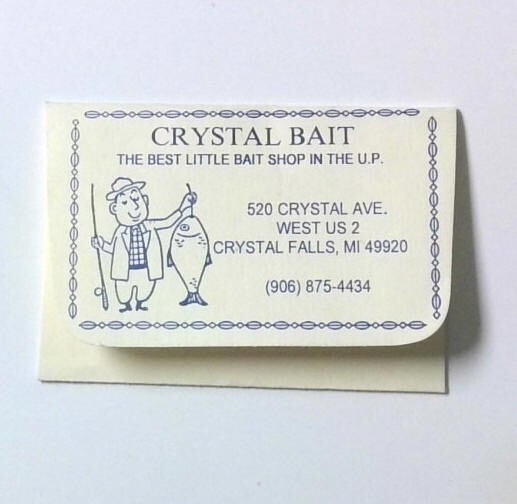 CRYSTAL BAIT
THE BEST LITTLE BAIT SHOP IN THE U.P.
520 CRYSTAL AVE.
WEST US 2
CRYSTAL FALLS, MI 49920
(906) 875-4434